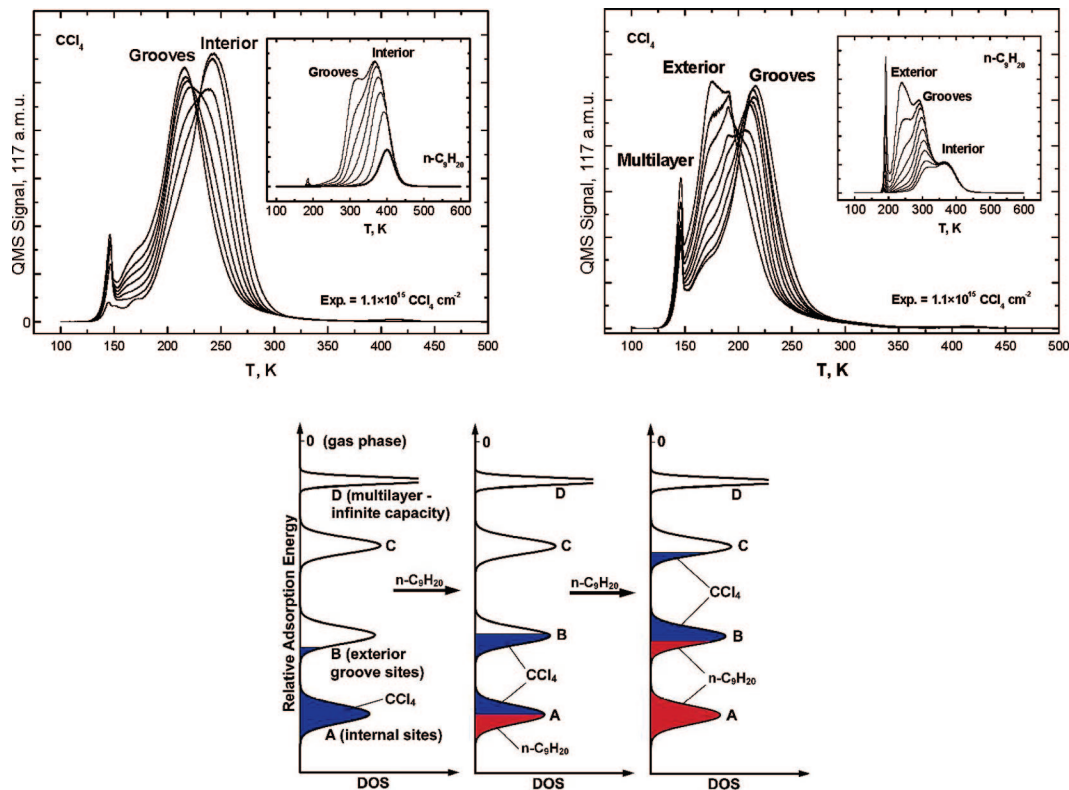 CCl₄
Grooves
Interior
QMS Signal, 117 a.m.u.
0
Grooves
Interior
n-C₉H₂₀
100 200 300 400 500 600
T, K
Exp. = 1.1×10¹⁵ CCl₄ cm⁻²
100 150 200 250 300 350 400 450 500
T, K
CCl₄
Exterior
Grooves
Multilayer
QMS Signal, 117 a.m.u.
n-C₉H₂₀
Exterior
Grooves
Interior
100 200 300 400 500 600
T, K
Exp. = 1.1×10¹⁵ CCl₄ cm⁻²
100 150 200 250 300 350 400 450 500
T, K
Relative Adsorption Energy
0 (gas phase)
D (multilayer -
infinite capacity)
C
B (exterior
groove sites)
CCl₄
A (internal sites)
DOS
n-C₉H₂₀
0
D
C
B
CCl₄
A
n-C₉H₂₀
DOS
n-C₉H₂₀
0
D
C
CCl₄
B
n-C₉H₂₀
A
DOS